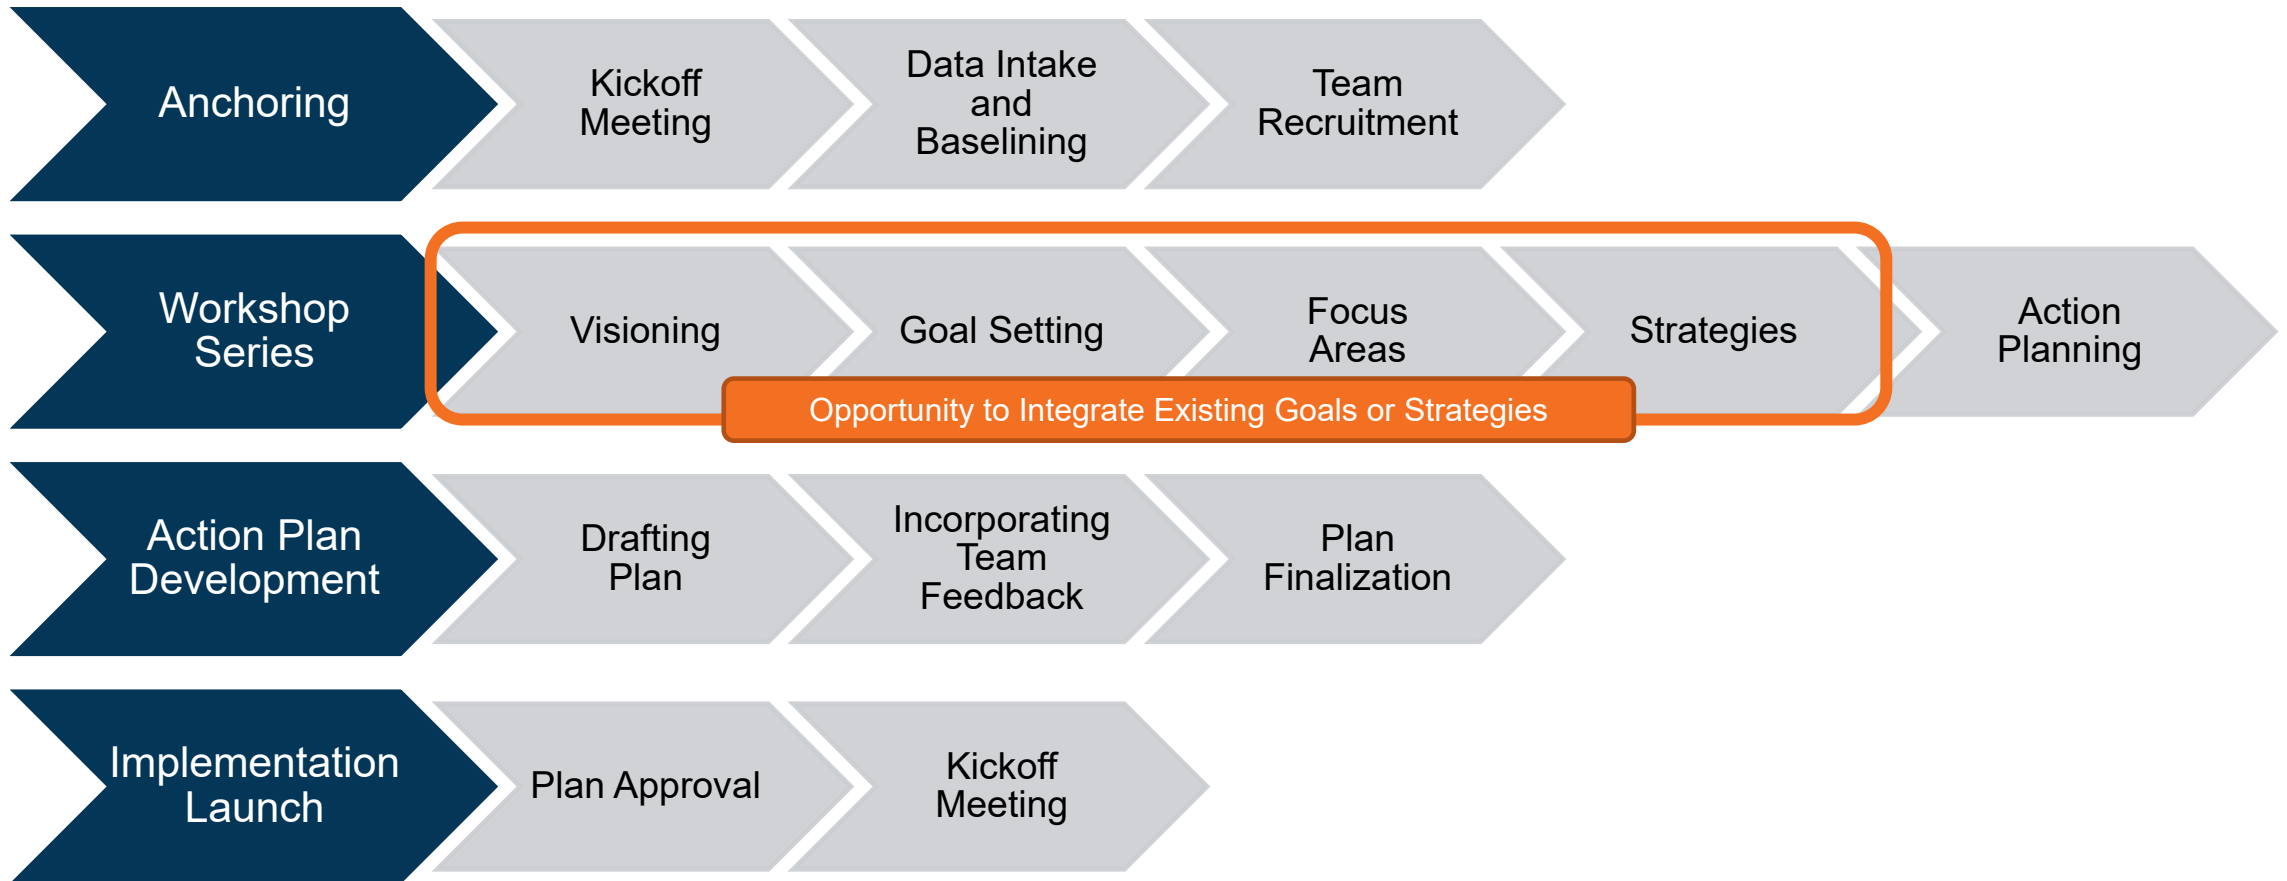 Anchoring
Kickoff
Meeting
Data Intake
and
Baselining
Team
Recruitment
Workshop
Series
Visioning
Goal Setting
Focus
Areas
Strategies
Action
Planning
Opportunity to Integrate Existing Goals or Strategies
Action Plan
Development
Drafting
Plan
Incorporating
Team
Feedback
Plan
Finalization
Implementation
Launch
Plan Approval
Kickoff
Meeting